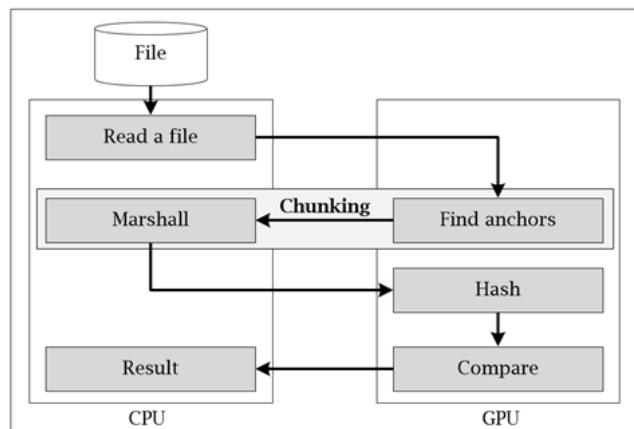 File
Read a file
Chunking
Marshall
Find anchors
Hash
Result
Compare
CPU
GPU